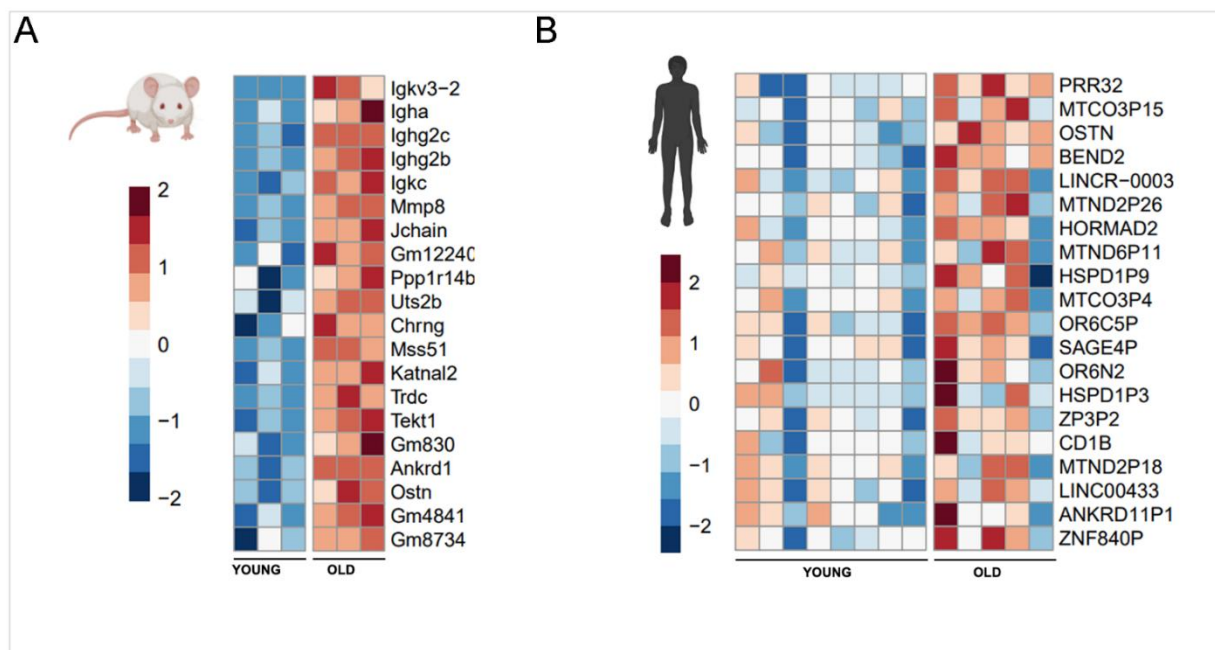 A
B
Igkv3-2
Igha
Ighg2c
Ighg2b
Igkc
Mmp8
Jchain
Gm12240
Ppp1r14b
Uts2b
Chrng
Mss51
Katnal2
Trdc
Tekt1
Gm830
Ankrd1
Ostn
Gm4841
Gm8734
2
1
0
−1
−2
YOUNG
OLD
PRR32
MTCO3P15
OSTN
BEND2
LINCR−0003
MTND2P26
HORMAD2
MTND6P11
HSPD1P9
MTCO3P4
OR6C5P
SAGE4P
OR6N2
HSPD1P3
ZP3P2
CD1B
MTND2P18
LINC00433
ANKRD11P1
ZNF840P
2
1
0
−1
−2
YOUNG
OLD